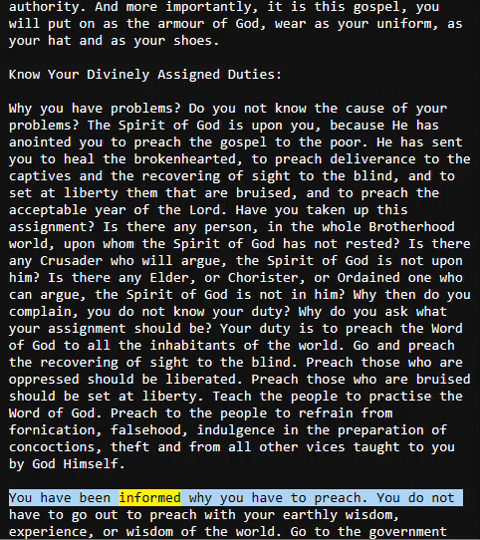 authority. And more importantly, it is this gospel, you
will put on as the armour of God, wear as your uniform, as
your hat and as your shoes.
Know Your Divinely Assigned Duties:
Why you have problems? Do you not know the cause of your
problems? The Spirit of God is upon you, because He has
anointed you to preach the gospel to the poor. He has sent
you to heal the brokenhearted, to preach deliverance to the
captives and the recovering of sight to the blind, and to
set at liberty them that are bruised, and to preach the
acceptable year of the Lord. Have you taken up this
assignment? Is there any person, in the whole Brotherhood
world, upon whom the Spirit of God has not rested? Is there
any Crusader who will argue, the Spirit of God is not upon
him? Is there any Elder, or Chorister, or Ordained one who
can argue, the Spirit of God is not in him? Why then do you
complain, you do not know your duty? Why do you ask what
your assignment should be? Your duty is to preach the Word
of God to all the inhabitants of the world. Go and preach
the recovering of sight to the blind. Preach those who are
oppressed should be liberated. Preach those who are bruised
should be set at liberty. Teach the people to practise the
Word of God. Preach to the people to refrain from
fornication, falsehood, indulgence in the preparation of
concoctions, theft and from all other vices taught to you
by God Himself.
You have been informed why you have to preach. You do not
have to go out to preach with your earthly wisdom,
experience, or wisdom of the world. Go to the government